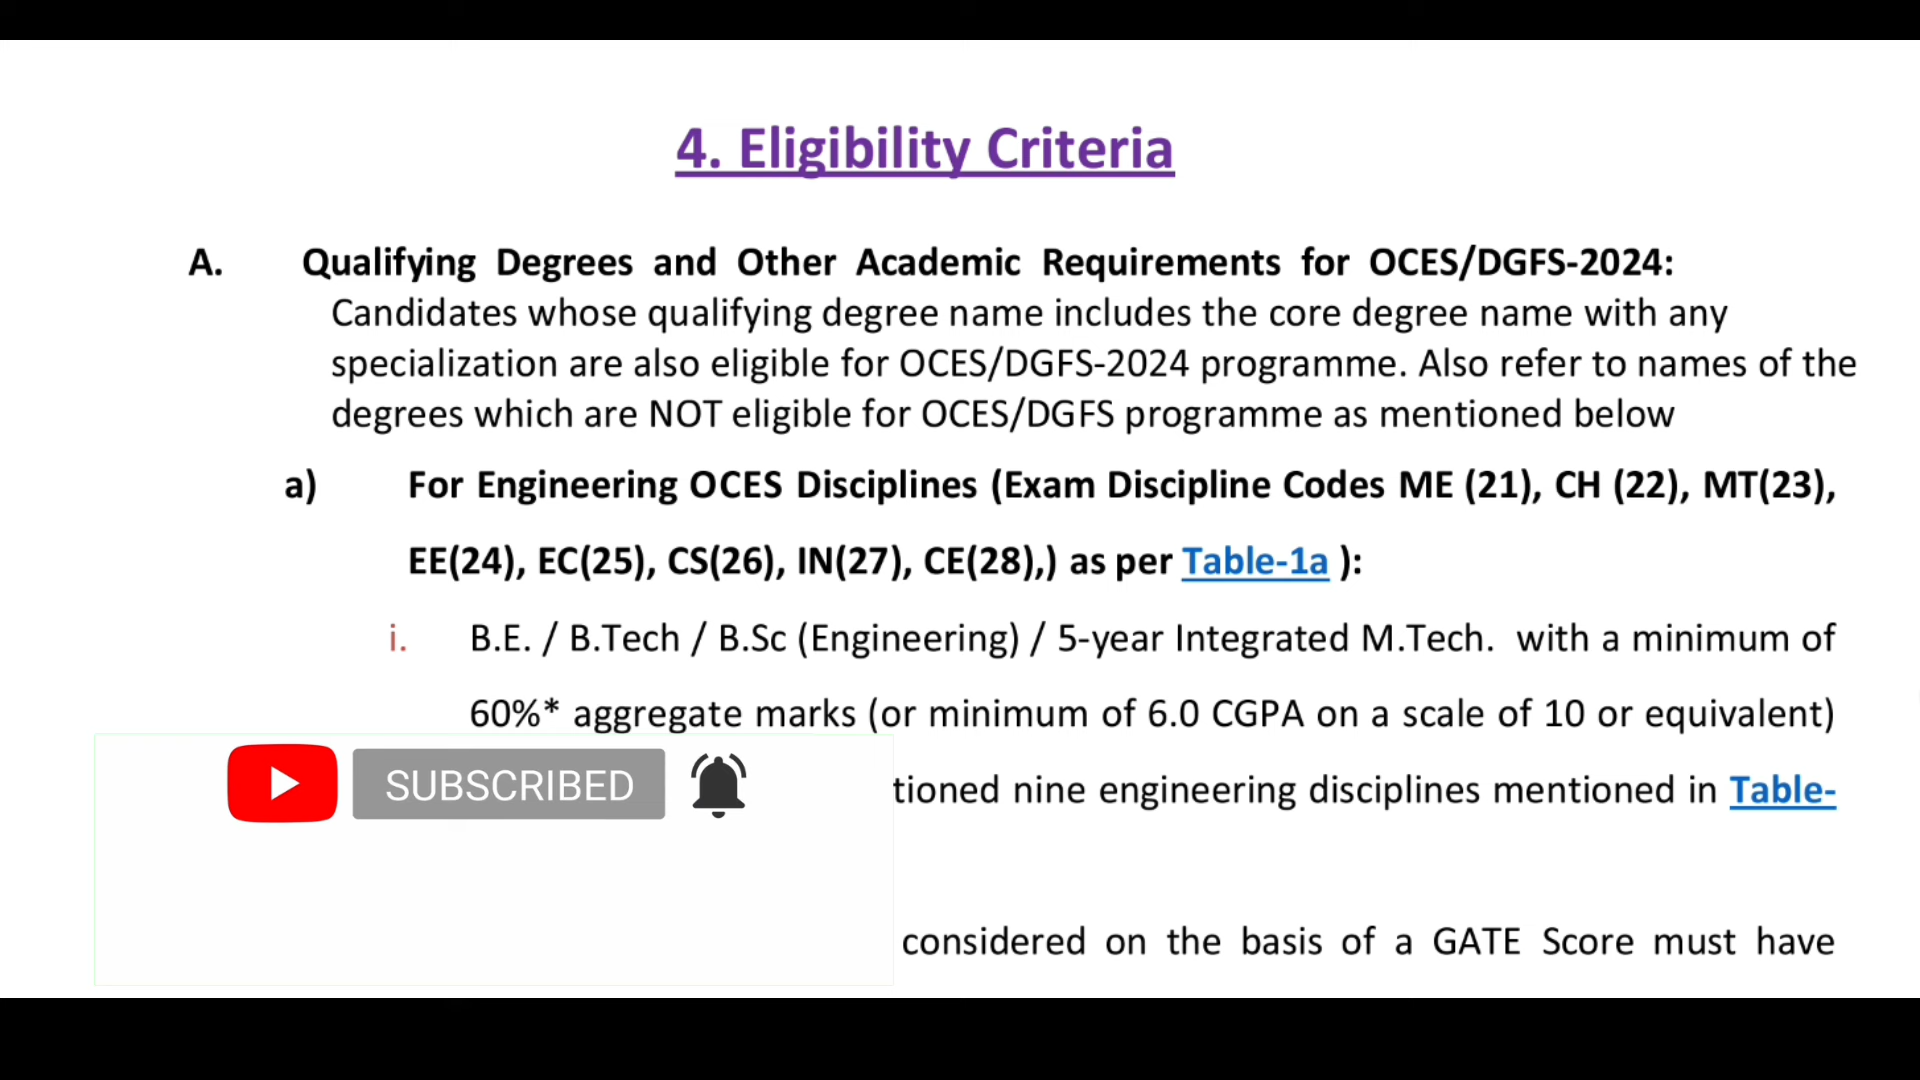 4. Eligibility Criteria
A. Qualifying Degrees and Other Academic Requirements for OCES/DGFS-2024:
Candidates whose qualifying degree name includes the core degree name with any
specialization are also eligible for OCES/DGFS-2024 programme. Also refer to names of the
degrees which are NOT eligible for OCES/DGFS programme as mentioned below
a) For Engineering OCES Disciplines (Exam Discipline Codes ME (21), CH (22), MT(23),
EE(24), EC(25), CS(26), IN(27), CE(28),) as per Table-1a ):
i. B.E. / B.Tech / B.Sc (Engineering) / 5-year Integrated M.Tech. with a minimum of
60%* aggregate marks (or minimum of 6.0 CGPA on a scale of 10 or equivalent)
SUBSCRIBED tioned nine engineering disciplines mentioned in Table-
considered on the basis of a GATE Score must have